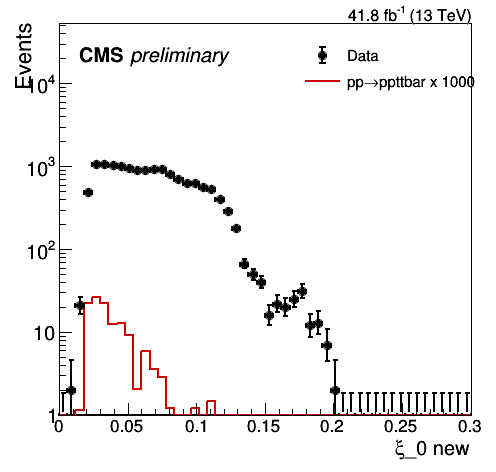 41.8 fb⁻¹ (13 TeV)
Events
CMS preliminary
Data
pp→ppttbar x 1000
10⁴
10³
10²
10
1
0 0.05 0.1 0.15 0.2 0.25 0.3
ξ_0 new